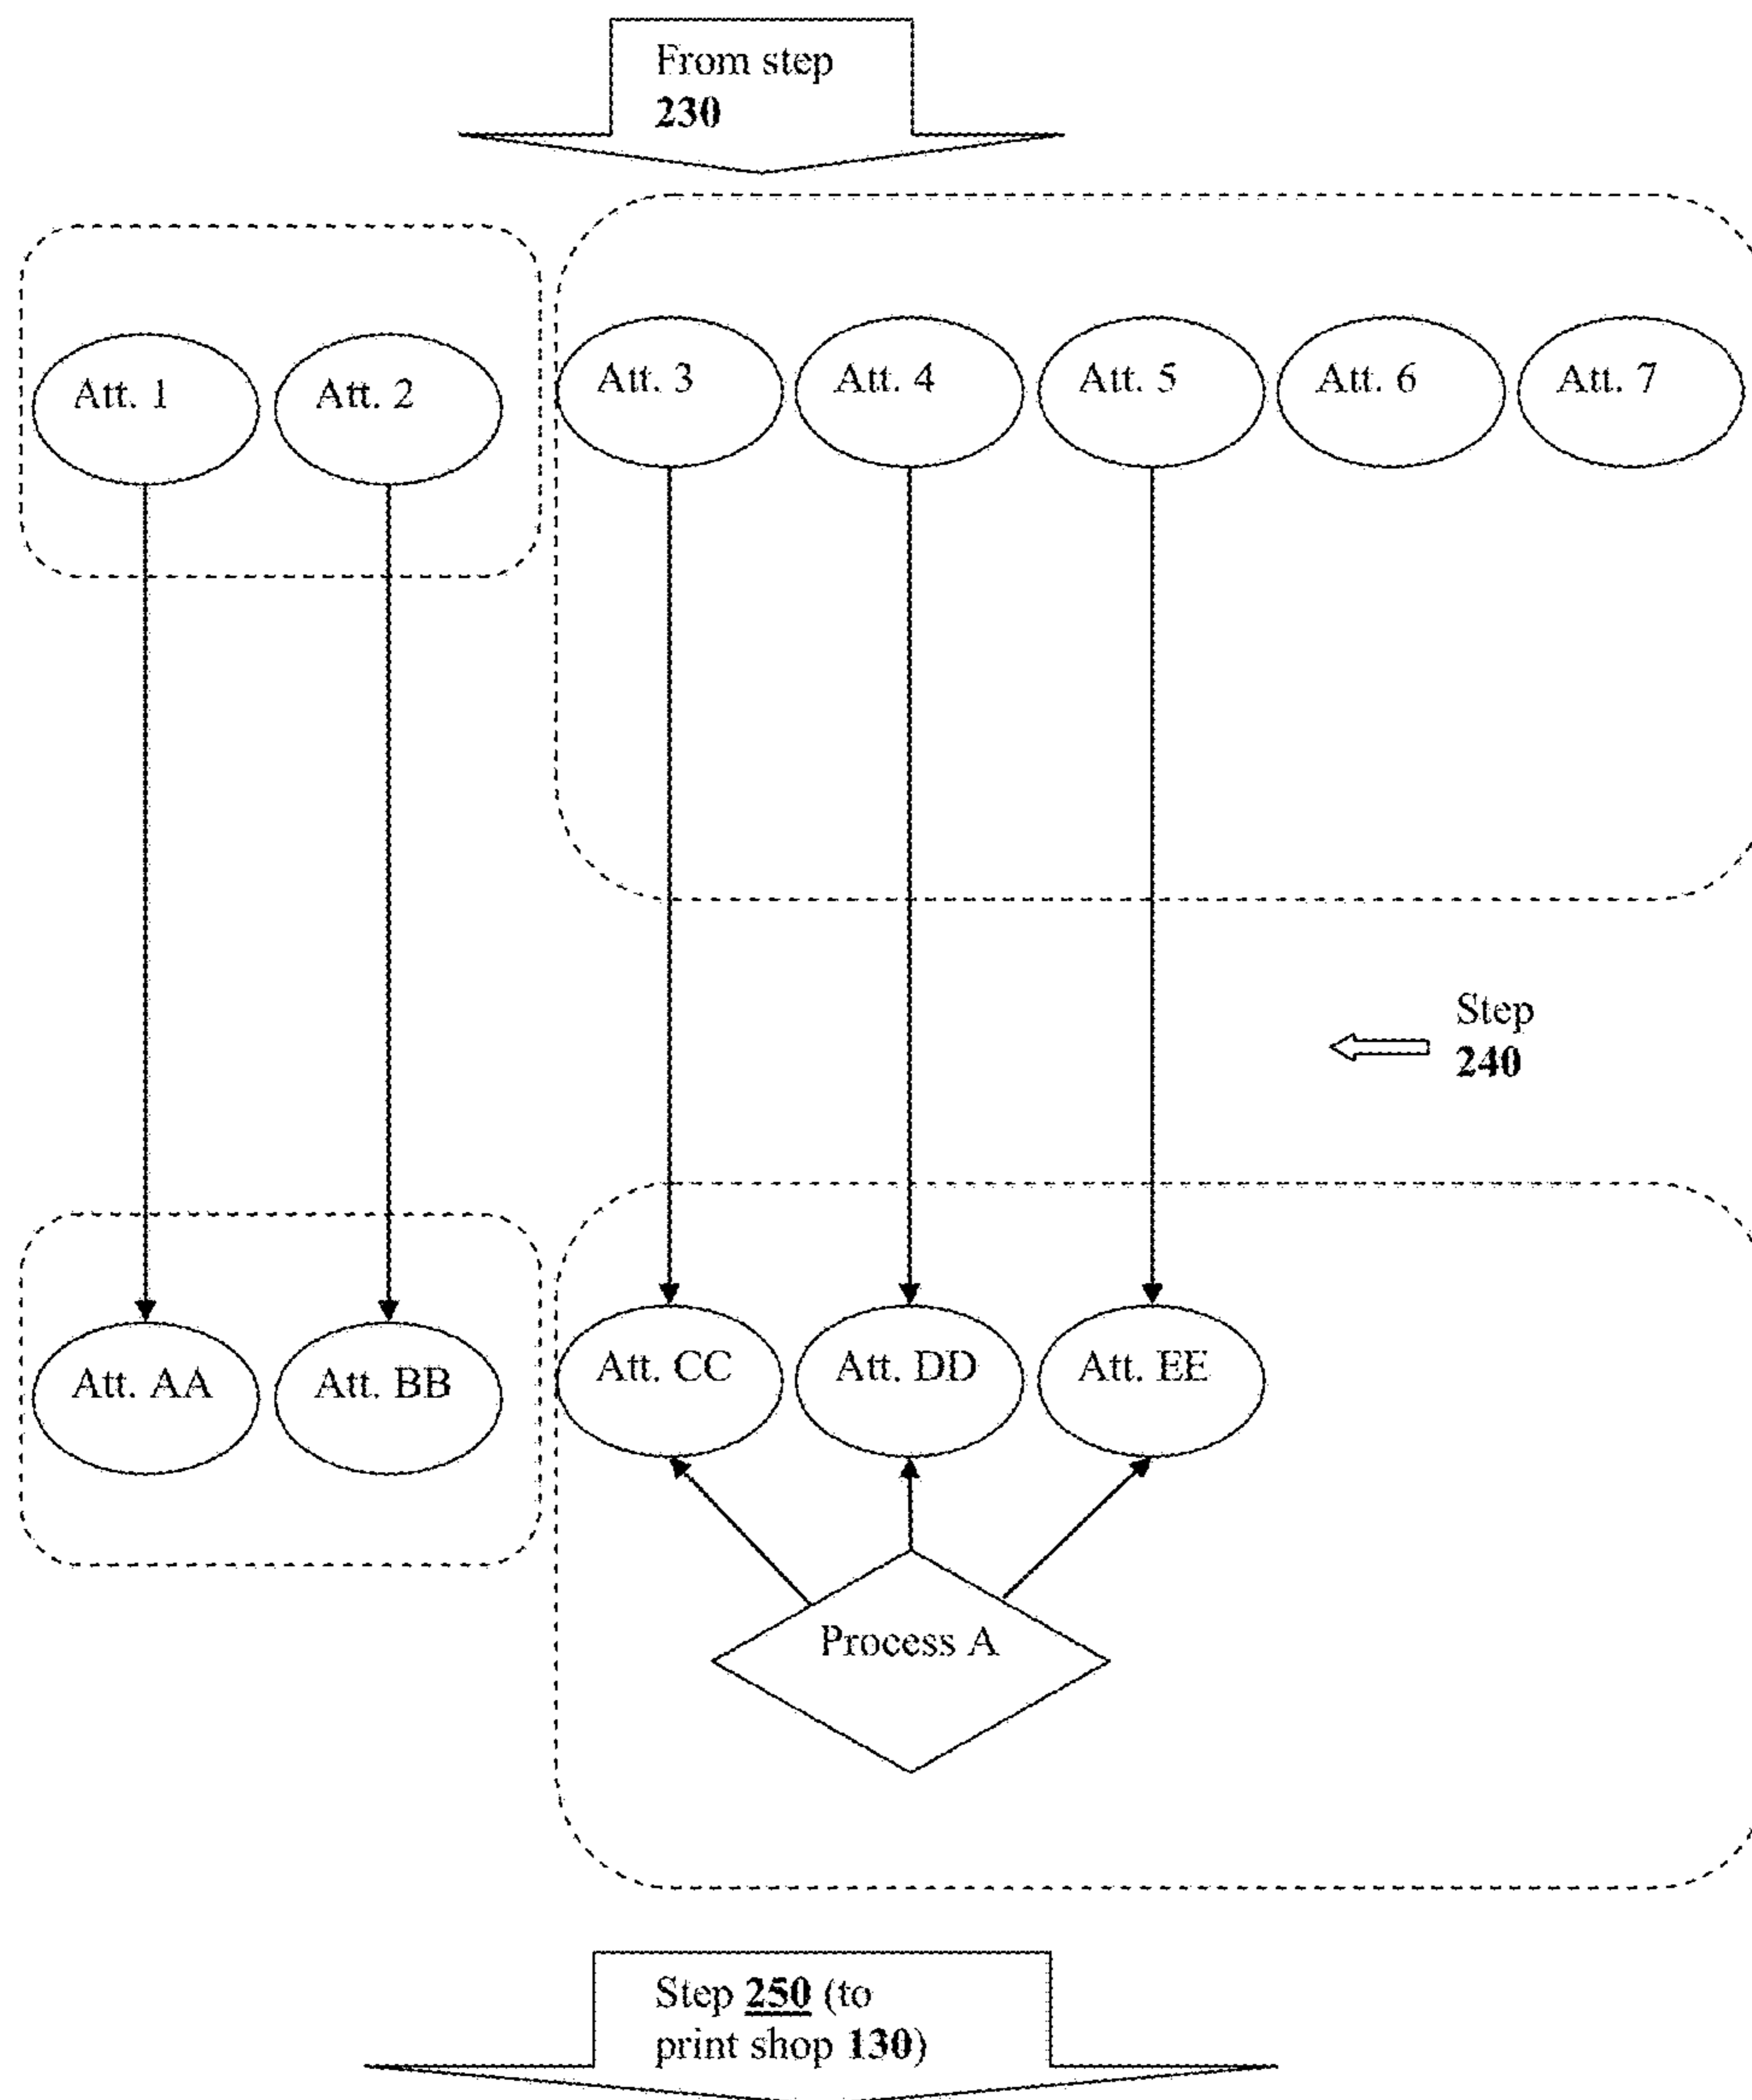 From step
230
Att. 1
Att. 2
Att. 3
Att. 4
Att. 5
Att. 6
Att. 7
Step
240
Att. AA
Att. BB
Att. CC
Att. DD
Att. EE
Process A
Step 250 (to
print shop 130)